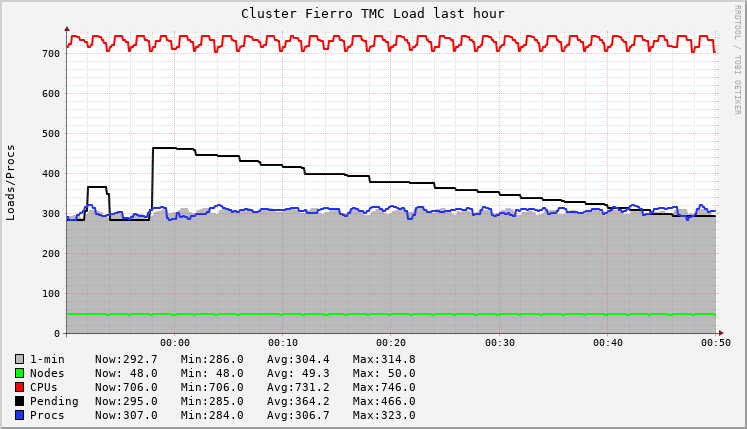 Cluster Fierro TMC Load last hour
RRDTOOL / TOBI OETIKER
Loads/Procs
700
600
500
400
300
200
100
0
00:00 00:10 00:20 00:30 00:40 00:50
1-min Now:292.7 Min:286.0 Avg:304.4 Max:314.8
Nodes Now: 48.0 Min: 48.0 Avg: 49.3 Max: 50.0
CPUs Now:706.0 Min:706.0 Avg:731.2 Max:746.0
Pending Now:295.0 Min:285.0 Avg:364.2 Max:466.0
Procs Now:307.0 Min:284.0 Avg:306.7 Max:323.0